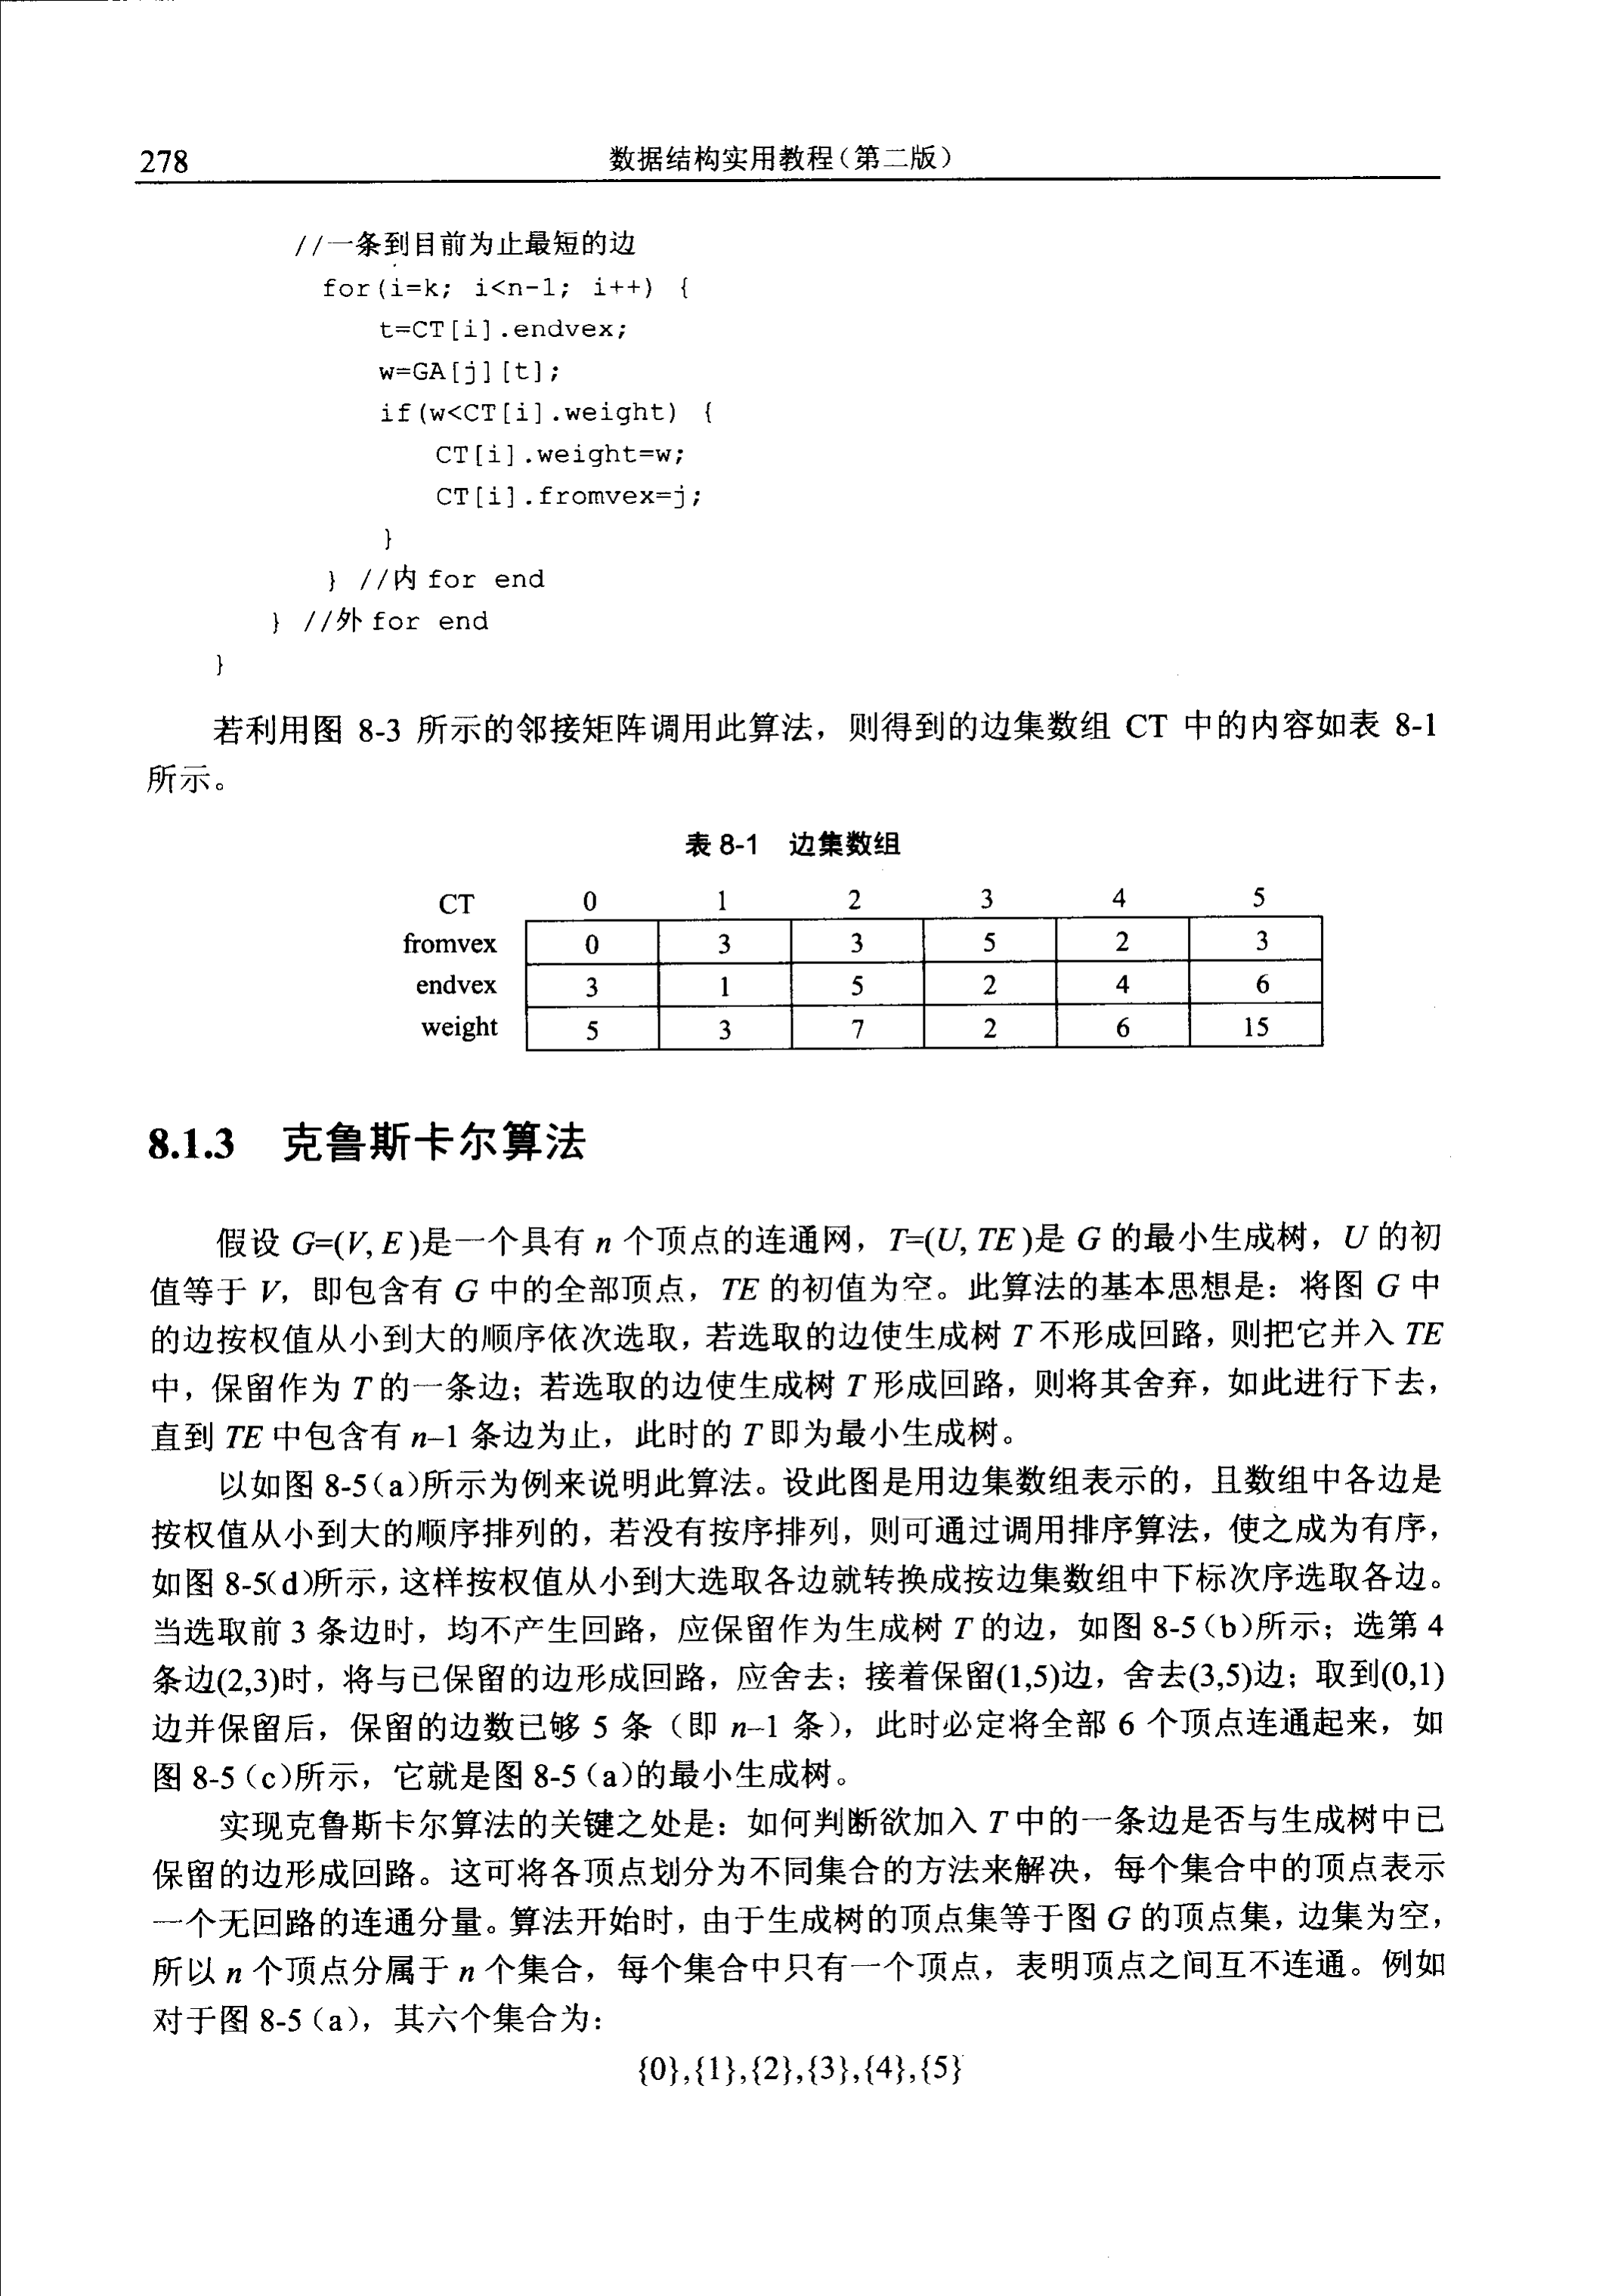 278 数据结构实用教程(第二版)
//一条到目前为止最短的边
for(i=k; i<n-1; i++) {
t=CT[i].endvex;
w=GA[j][t];
if(w<CT[i].weight) {
CT[i].weight=w;
CT[i].fromvex=j;
}
} //内 for end
} //外 for end
}
若利用图 8-3 所示的邻接矩阵调用此算法，则得到的边集数组 CT 中的内容如表 8-1
所示。
表 8-1 边集数组
CT 0 1 2 3 4 5
fromvex 0 3 3 5 2 3
endvex 3 1 5 2 4 6
weight 5 3 7 2 6 15
8.1.3 克鲁斯卡尔算法
假设 G=(V, E)是一个具有 n 个顶点的连通网，T=(U, TE)是 G 的最小生成树，U 的初
值等于 V，即包含有 G 中的全部顶点，TE 的初值为空。此算法的基本思想是：将图 G 中
的边按权值从小到大的顺序依次选取，若选取的边使生成树 T 不形成回路，则把它并入 TE
中，保留作为 T 的一条边；若选取的边使生成树 T 形成回路，则将其舍弃，如此进行下去，
直到 TE 中包含有 n–1 条边为止，此时的 T 即为最小生成树。
以如图 8-5(a)所示为例来说明此算法。设此图是用边集数组表示的，且数组中各边是
按权值从小到大的顺序排列的，若没有按序排列，则可通过调用排序算法，使之成为有序，
如图 8-5(d)所示，这样按权值从小到大选取各边就转换成按边集数组中下标次序选取各边。
当选取前 3 条边时，均不产生回路，应保留作为生成树 T 的边，如图 8-5(b)所示；选第 4
条边(2,3)时，将与已保留的边形成回路，应舍去；接着保留(1,5)边，舍去(3,5)边；取到(0,1)
边并保留后，保留的边数已够 5 条（即 n–1 条），此时必定将全部 6 个顶点连通起来，如
图 8-5(c)所示，它就是图 8-5(a)的最小生成树。
实现克鲁斯卡尔算法的关键之处是：如何判断欲加入 T 中的一条边是否与生成树中已
保留的边形成回路。这可将各顶点划分为不同集合的方法来解决，每个集合中的顶点表示
一个无回路的连通分量。算法开始时，由于生成树的顶点集等于图 G 的顶点集，边集为空，
所以 n 个顶点分属于 n 个集合，每个集合中只有一个顶点，表明顶点之间互不连通。例如
对于图 8-5(a)，其六个集合为：
{0},{1},{2},{3},{4},{5}